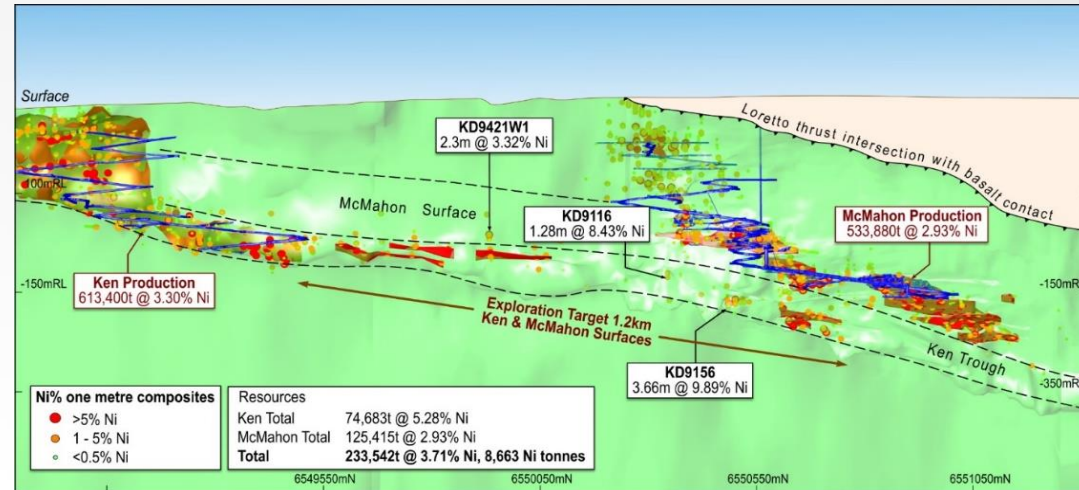 Surface
KD9421W1
2.3m @ 3.32% Ni
Loretto thrust intersection with basalt contact
-100mRL
McMahon Surface
KD9116
1.28m @ 8.43% Ni
McMahon Production
533,880t @ 2.93% Ni
Ken Production
613,400t @ 3.30% Ni
-150mRL
-150mRL
Exploration Target 1.2km
Ken & McMahon Surfaces
Ken Trough
KD9156
3.66m @ 9.89% Ni
-350mRL
Ni% one metre composites
>5% Ni
1 - 5% Ni
<0.5% Ni
Resources
Ken Total 74,683t @ 5.28% Ni
McMahon Total 125,415t @ 2.93% Ni
Total 233,542t @ 3.71% Ni, 8,663 Ni tonnes
6549550mN
6550050mN
6550550mN
6551050mN